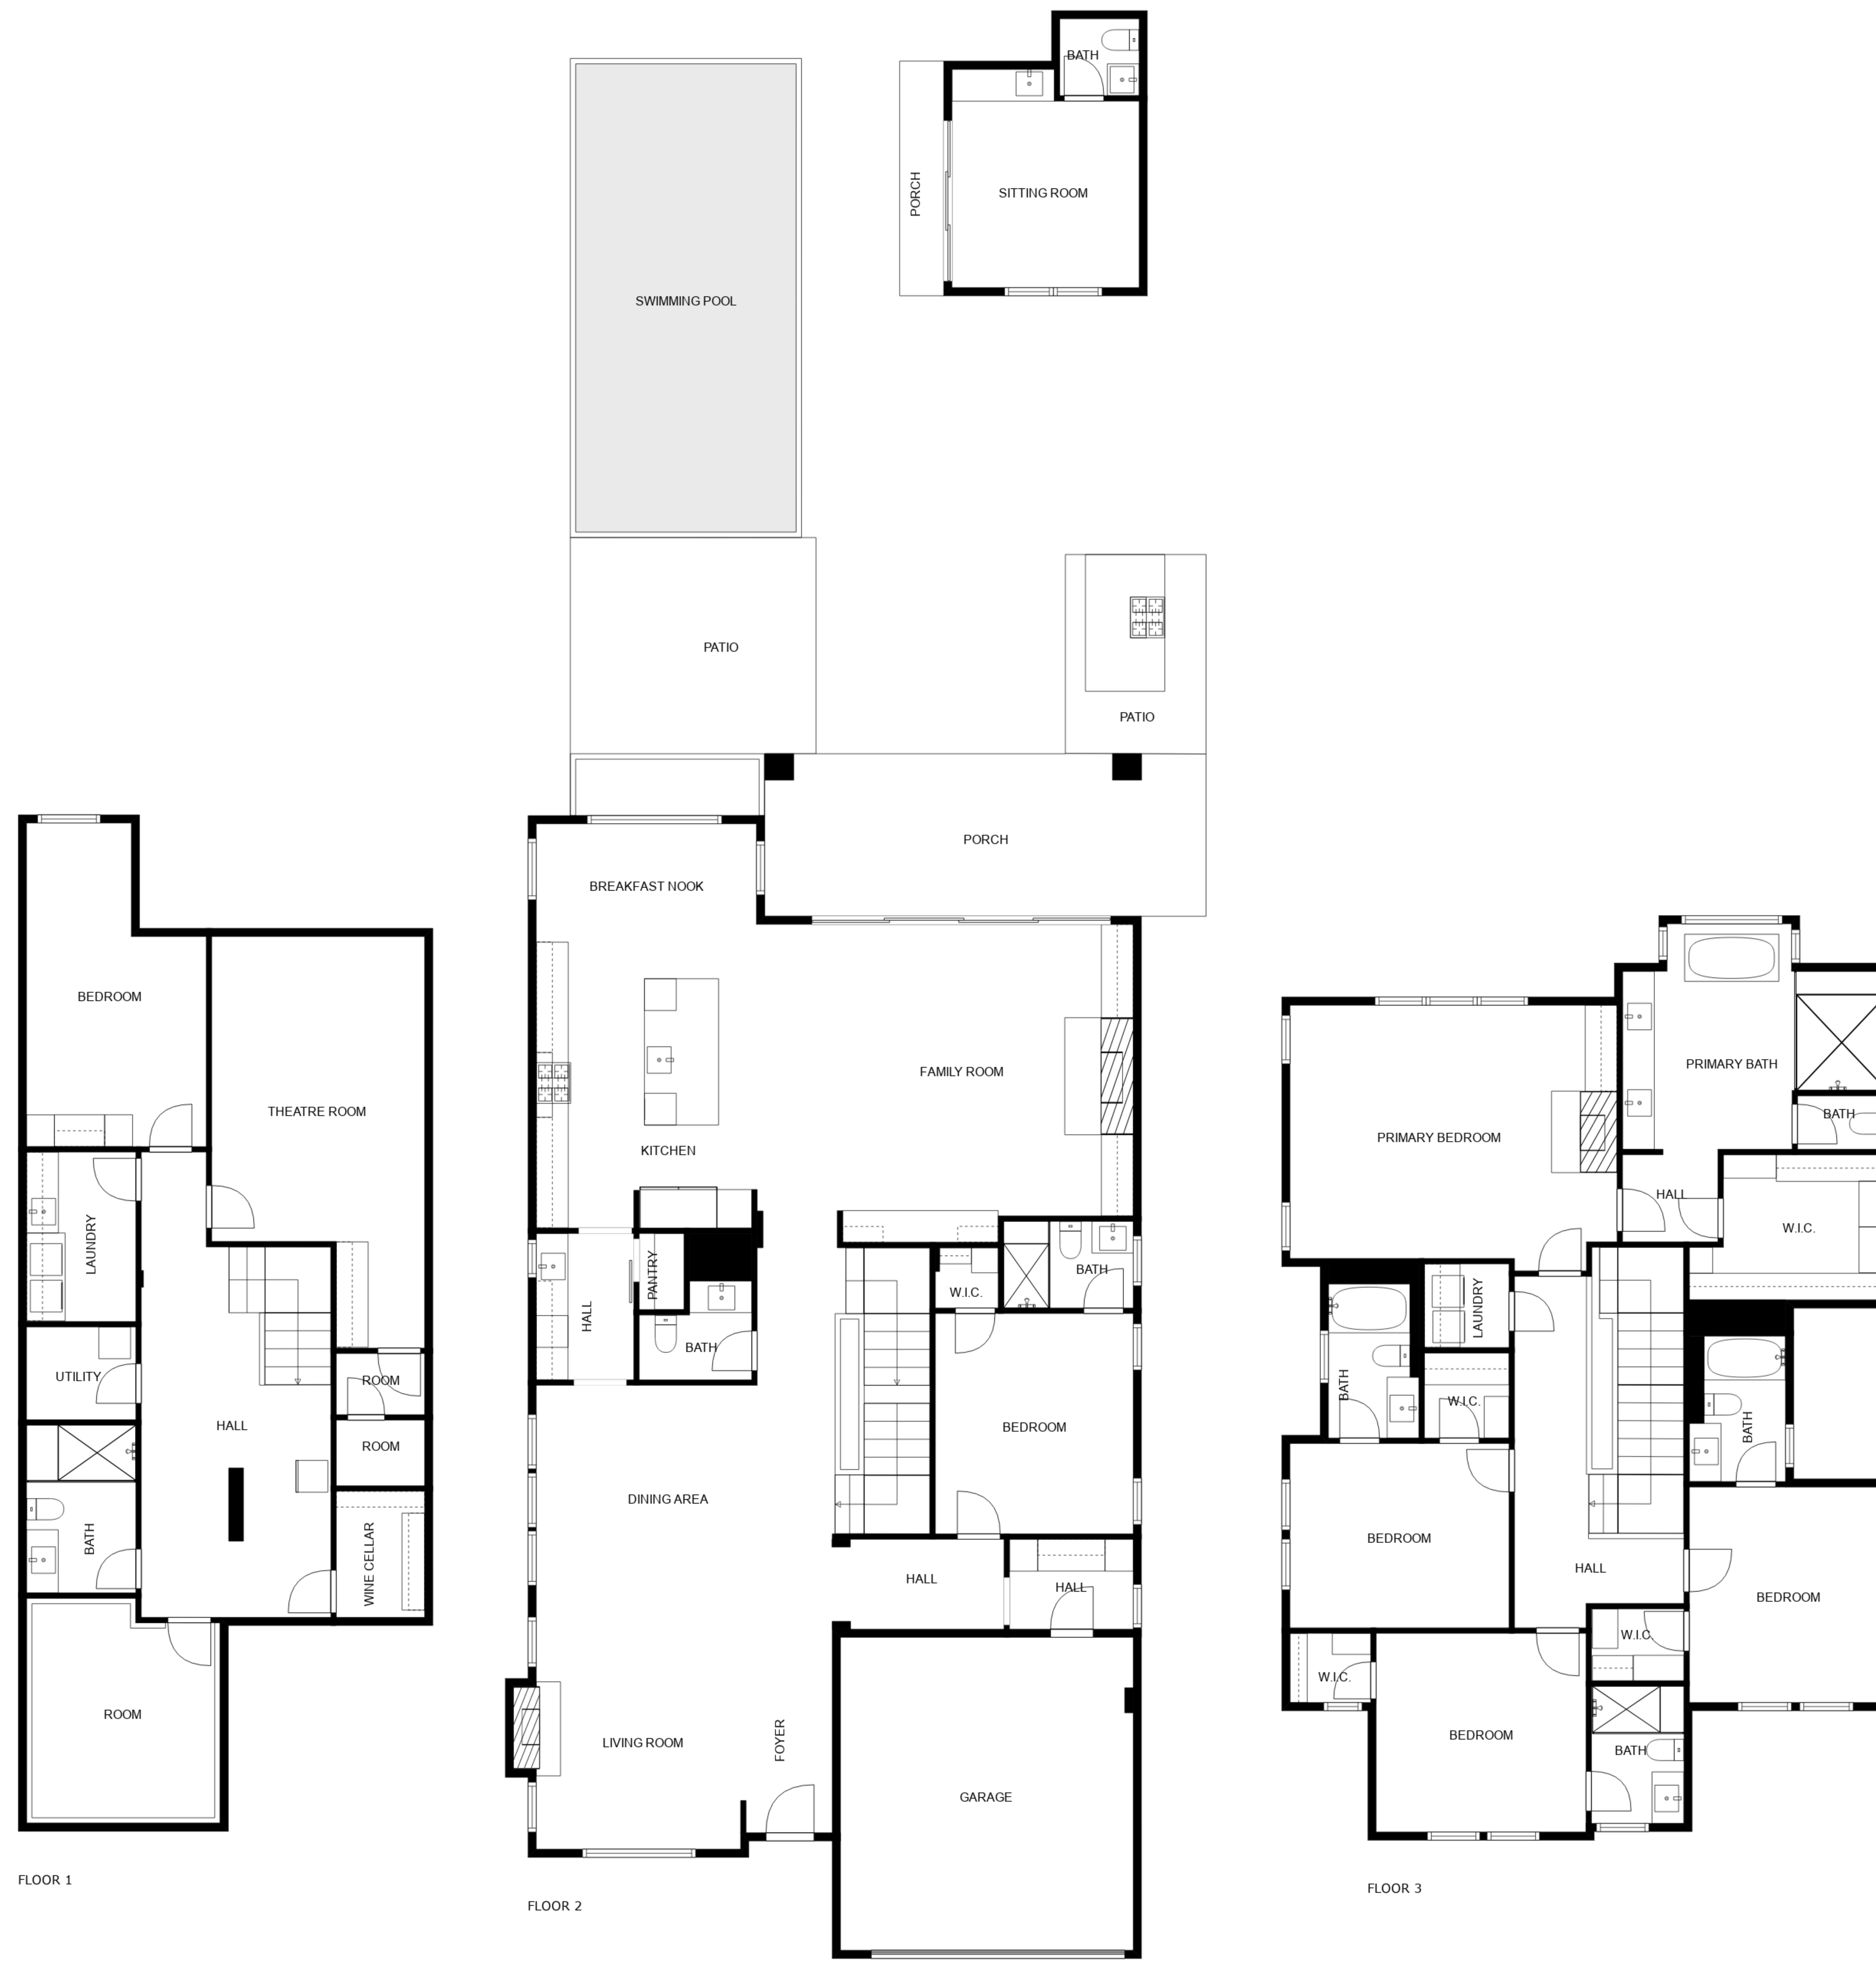 BATH
PORCH
SITTING ROOM
SWIMMING POOL
PATIO
PATIO
PORCH
BREAKFAST NOOK
FAMILY ROOM
KITCHEN
HALL
PANTRY
BATH
W.I.C.
BATH
BEDROOM
DINING AREA
HALL
HALL
LIVING ROOM
FOYER
GARAGE
FLOOR 2
BEDROOM
THEATRE ROOM
LAUNDRY
UTILITY
ROOM
HALL
ROOM
BATH
WINE CELLAR
ROOM
FLOOR 1
PRIMARY BATH
BATH
PRIMARY BEDROOM
HALL
W.I.C.
LAUNDRY
BATH
W.I.C.
BATH
BEDROOM
HALL
BEDROOM
W.I.C.
W.I.C.
BEDROOM
BATH
FLOOR 3